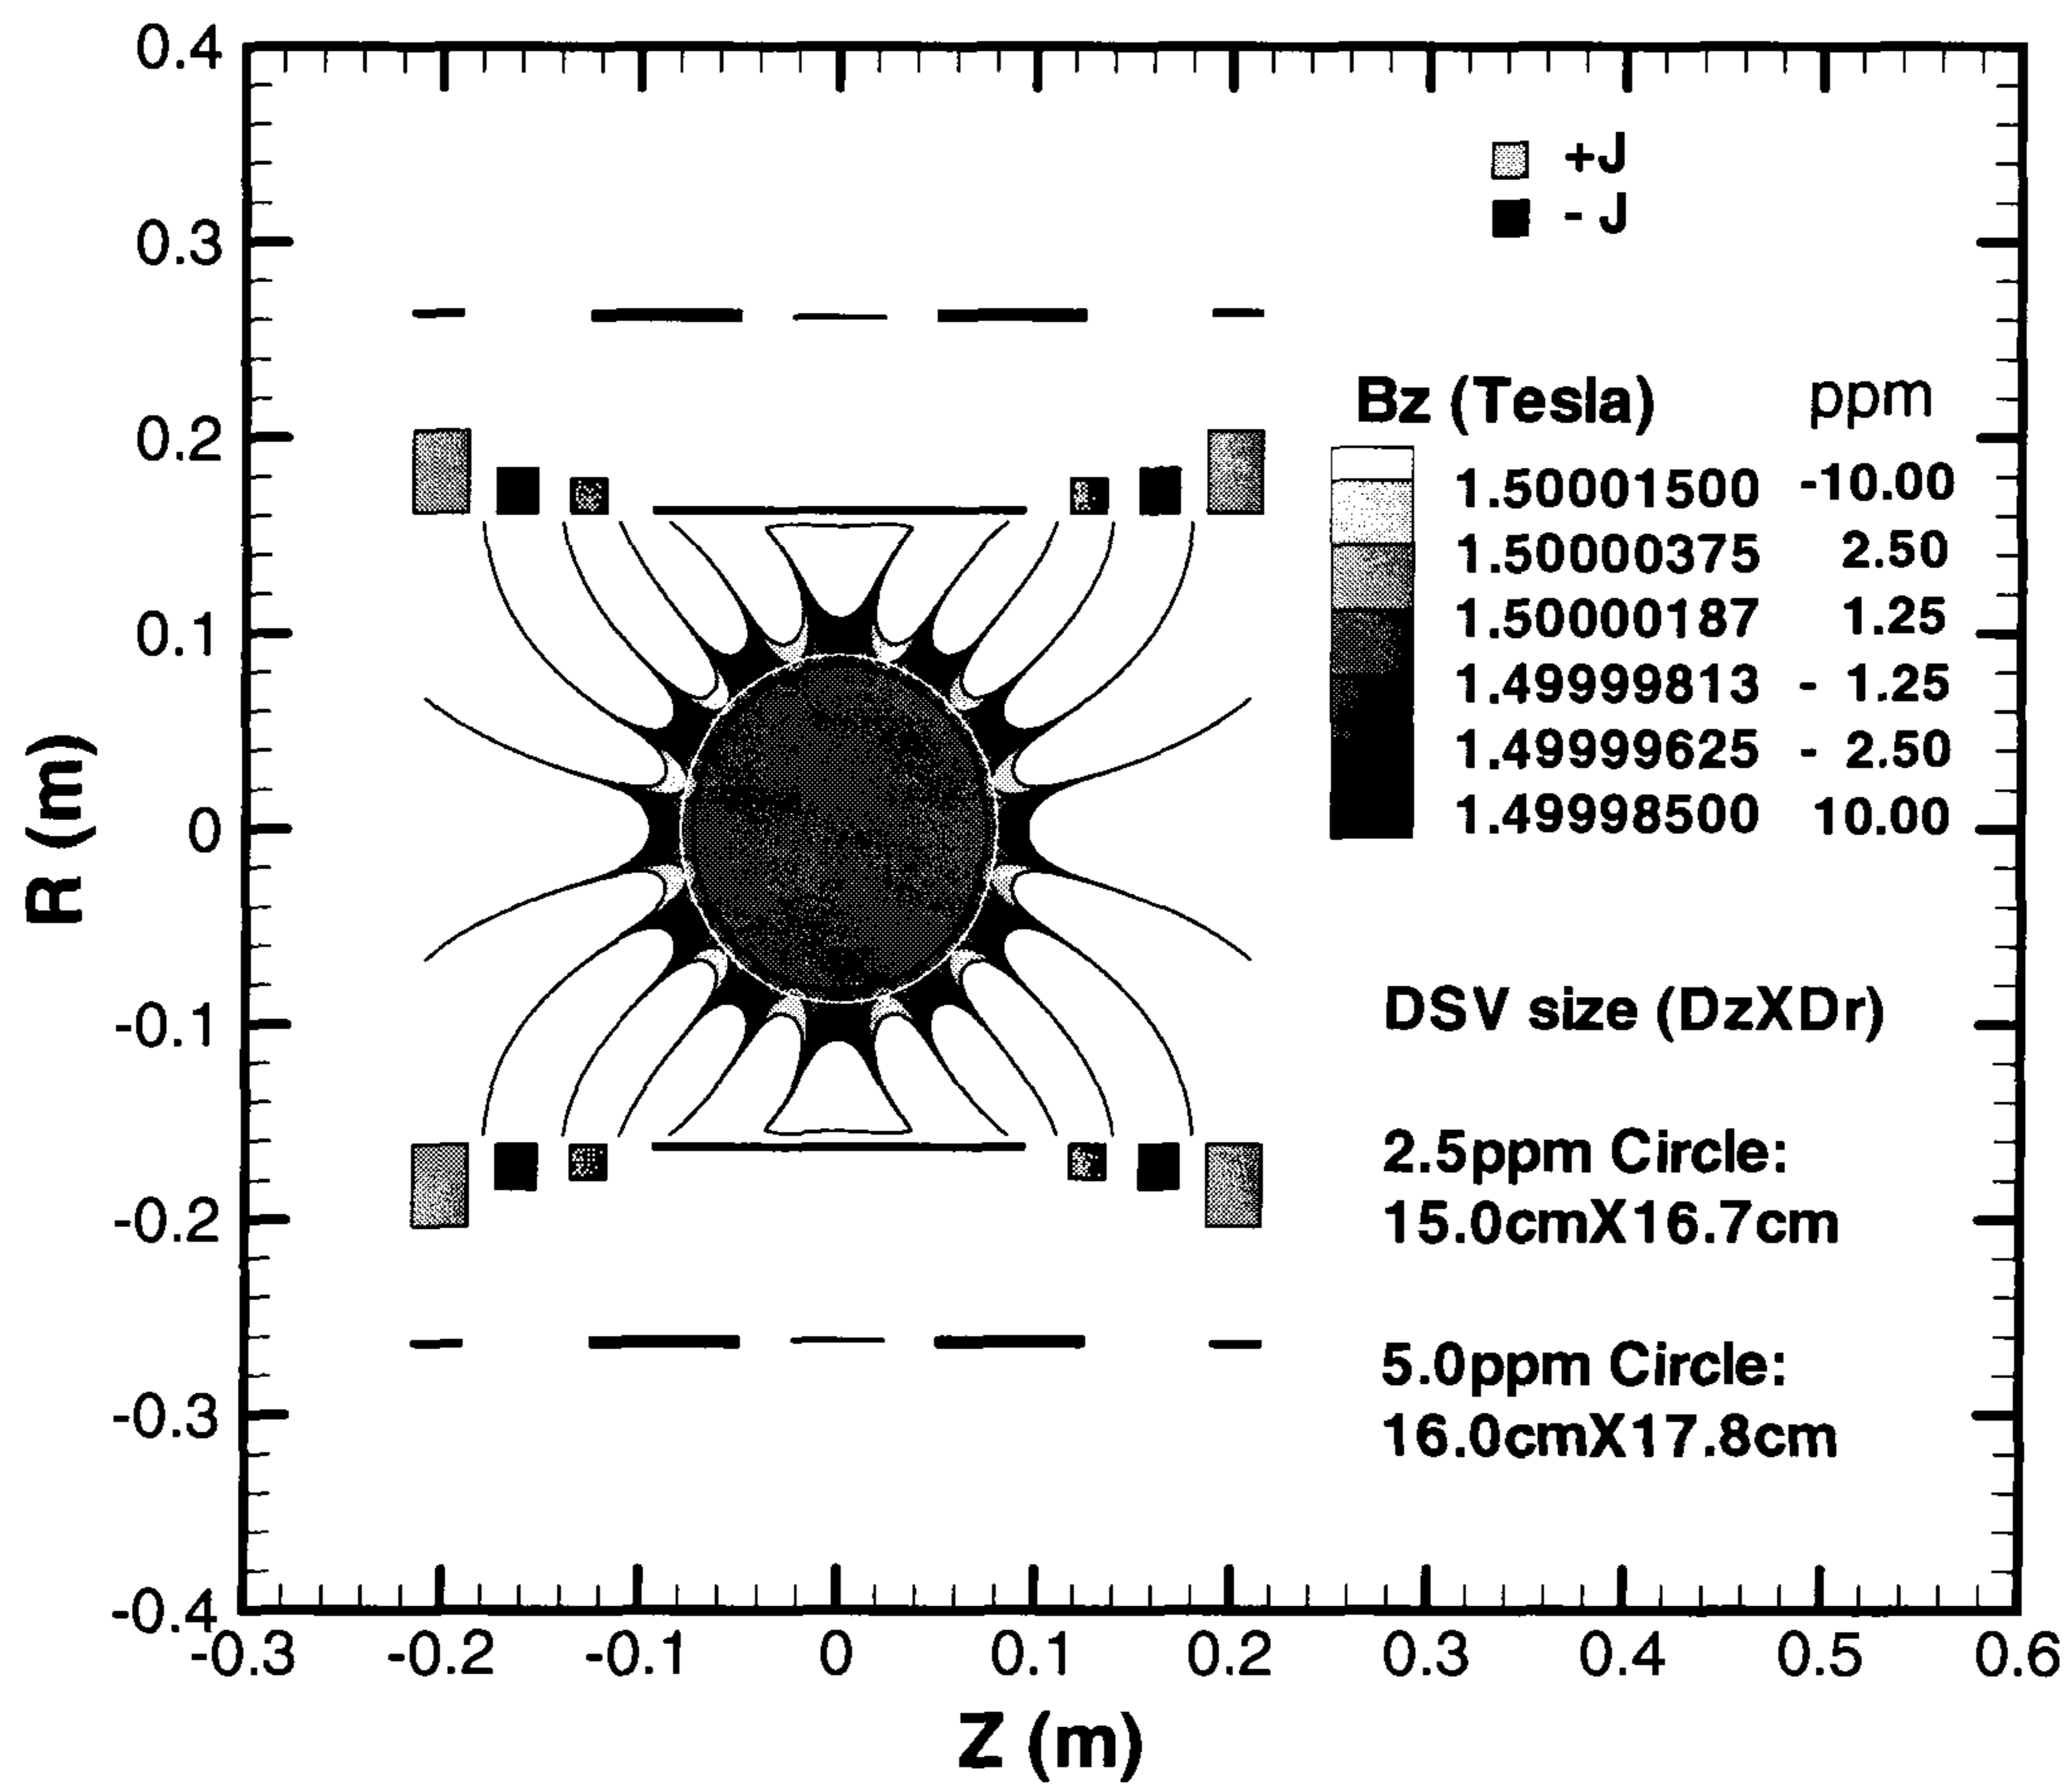 0.4
+J
- J
0.3
Bz (Tesla) ppm
0.2
1.50001500 -10.00
1.50000375 2.50
1.50000187 1.25
0.1
1.49999813 - 1.25
1.49999625 - 2.50
1.49998500 10.00
0
R (m)
DSV size (DzXDr)
-0.1
2.5ppm Circle:
15.0cmX16.7cm
-0.2
5.0ppm Circle:
16.0cmX17.8cm
-0.3
-0.4
-0.3 -0.2 -0.1 0 0.1 0.2 0.3 0.4 0.5 0.6
Z (m)